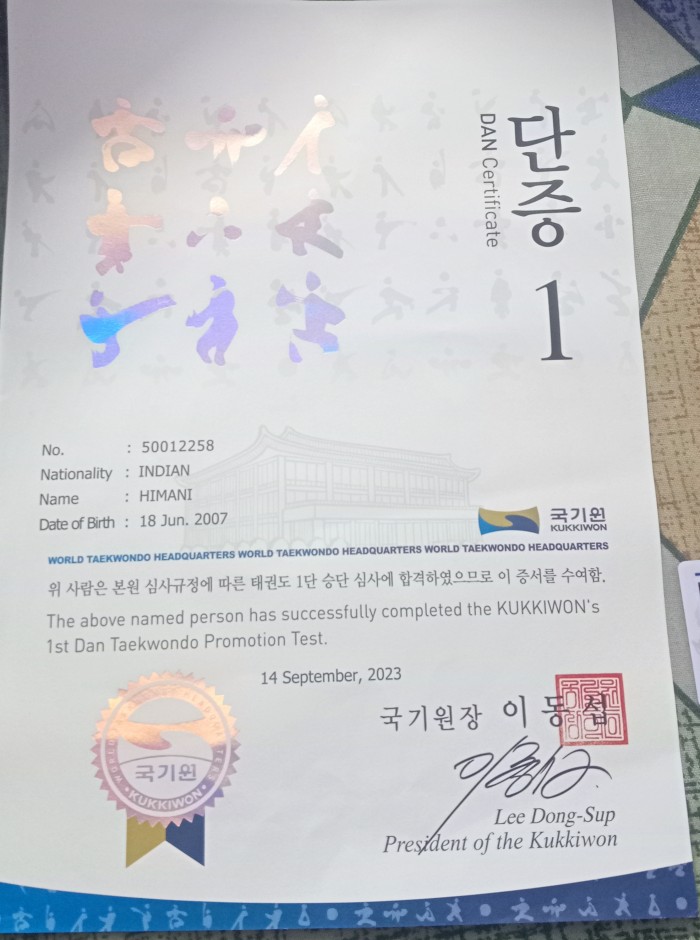 단증
DAN Certificate
1
No. : 50012258
Nationality : INDIAN
Name : HIMANI
Date of Birth : 18 Jun. 2007
국기원
KUKKIWON
WORLD TAEKWONDO HEADQUARTERS WORLD TAEKWONDO HEADQUARTERS WORLD TAEKWONDO HEADQUARTERS
위 사람은 본원 심사규정에 따른 태권도 1단 승단 심사에 합격하였으므로 이 증서를 수여함.
The above named person has successfully completed the KUKKIWON's
1st Dan Taekwondo Promotion Test.
14 September, 2023
국기원장 이동섭
국기원
KUKKIWON
Lee Dong-Sup
President of the Kukkiwon